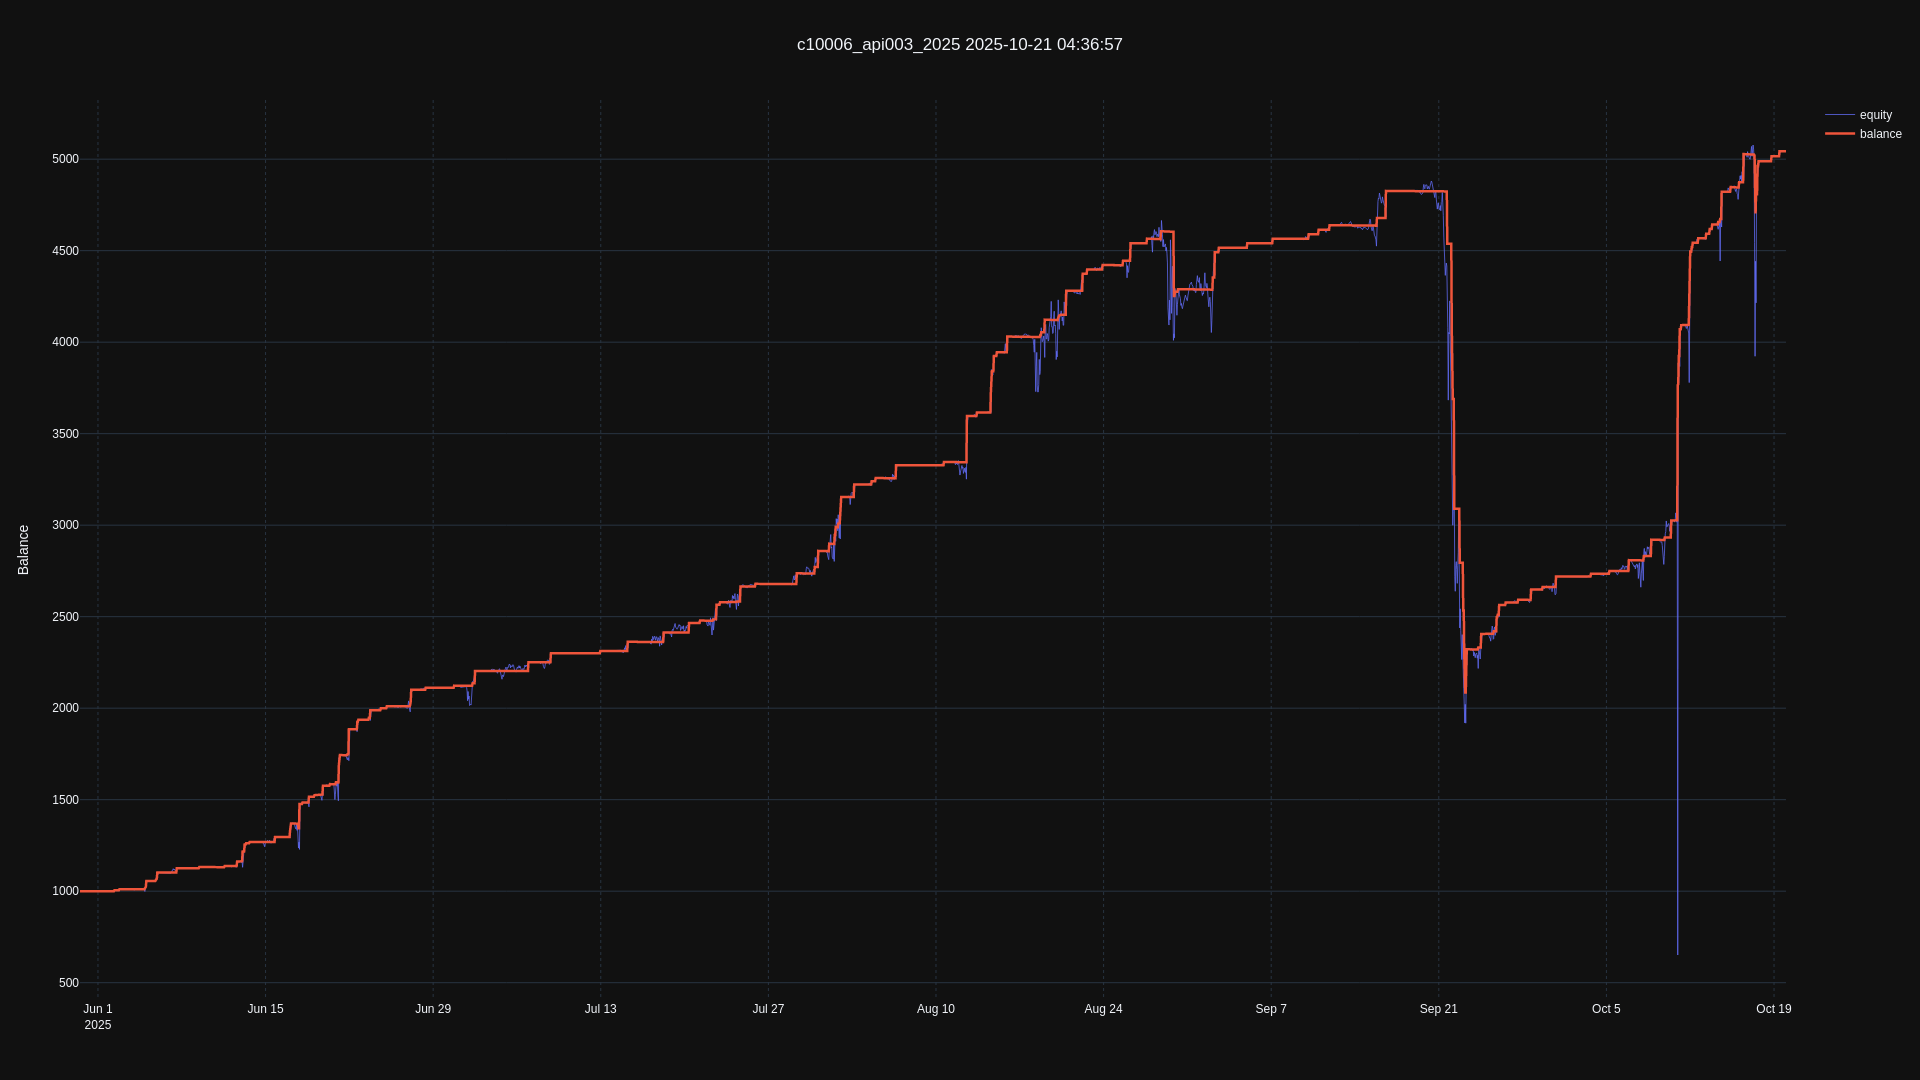 c10006_api003_2025 2025-10-21 04:36:57
equity
balance
Balance
5000
4500
4000
3500
3000
2500
2000
1500
1000
500
Jun 1
2025
Jun 15
Jun 29
Jul 13
Jul 27
Aug 10
Aug 24
Sep 7
Sep 21
Oct 5
Oct 19